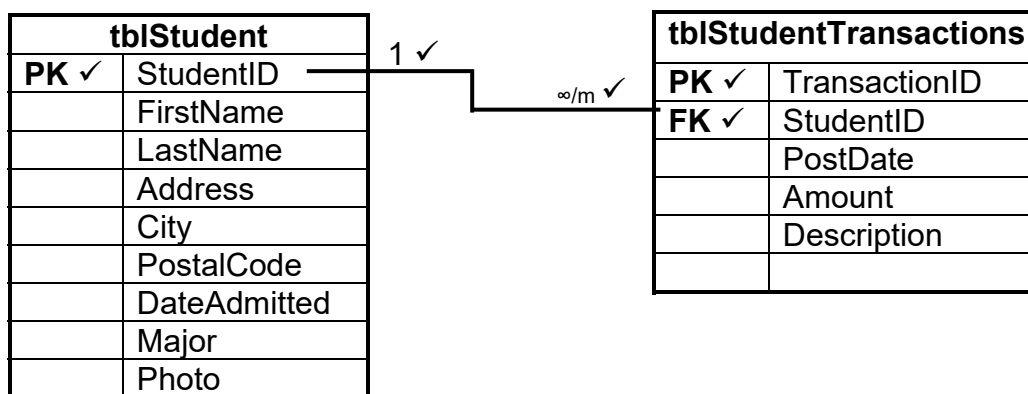 tblStudent
PK ✓ StudentID
FirstName
LastName
Address
City
PostalCode
DateAdmitted
Major
Photo
1 ✓
∞/m ✓
tblStudentTransactions
PK ✓ TransactionID
FK ✓ StudentID
PostDate
Amount
Description